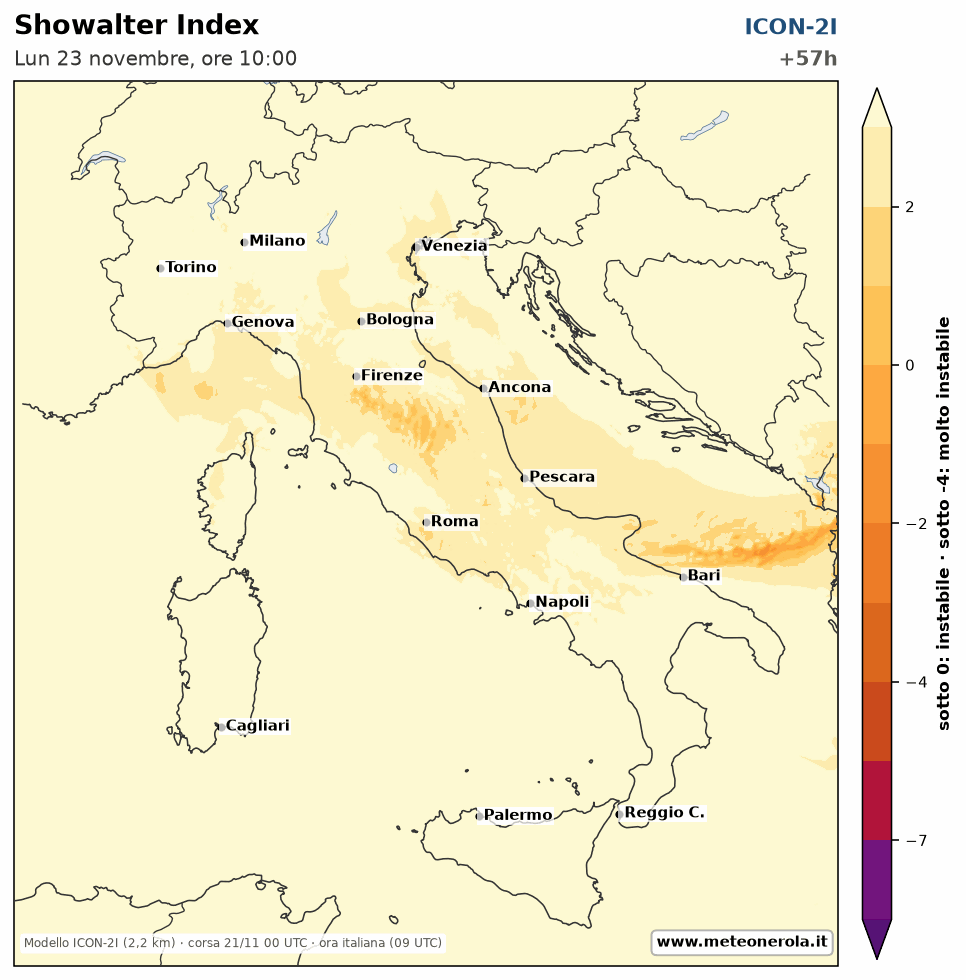 Showalter Index
ICON-2I
Lun 23 novembre, ore 10:00
+57h
Milano
Venezia
Torino
Genova
Bologna
Firenze
Ancona
Pescara
Roma
Bari
Napoli
Cagliari
Palermo
Reggio C.
2
0
−2
−4
−7
sotto 0: instabile · sotto -4: molto instabile
Modello ICON-2I (2,2 km) · corsa 21/11 00 UTC · ora italiana (09 UTC)
www.meteonerola.it